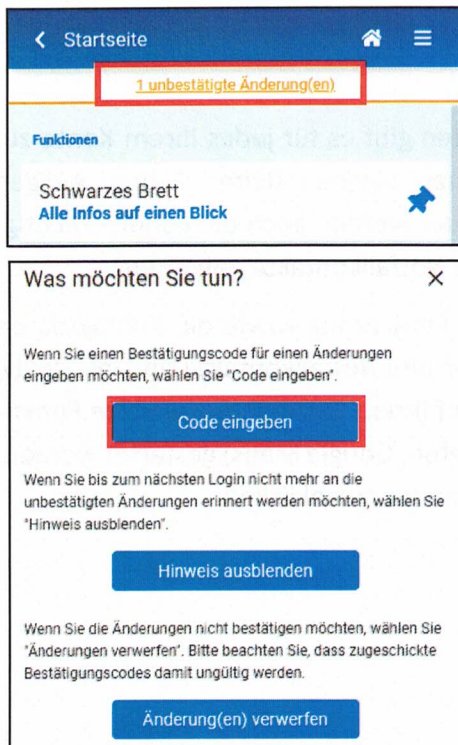 Startseite
1 unbestätigte Änderung(en)
Funktionen
Schwarzes Brett
Alle Infos auf einen Blick
Was möchten Sie tun?
Wenn Sie einen Bestätigungscode für einen Änderungen
eingeben möchten, wählen Sie "Code eingeben".
Code eingeben
Wenn Sie bis zum nächsten Login nicht mehr an die
unbestätigten Änderungen erinnert werden möchten, wählen Sie
"Hinweis ausblenden".
Hinweis ausblenden
Wenn Sie die Änderungen nicht bestätigen möchten, wählen Sie
"Änderungen verwerfen". Bitte beachten Sie, dass zugeschickte
Bestätigungscodes damit ungültig werden.
Änderung(en) verwerfen